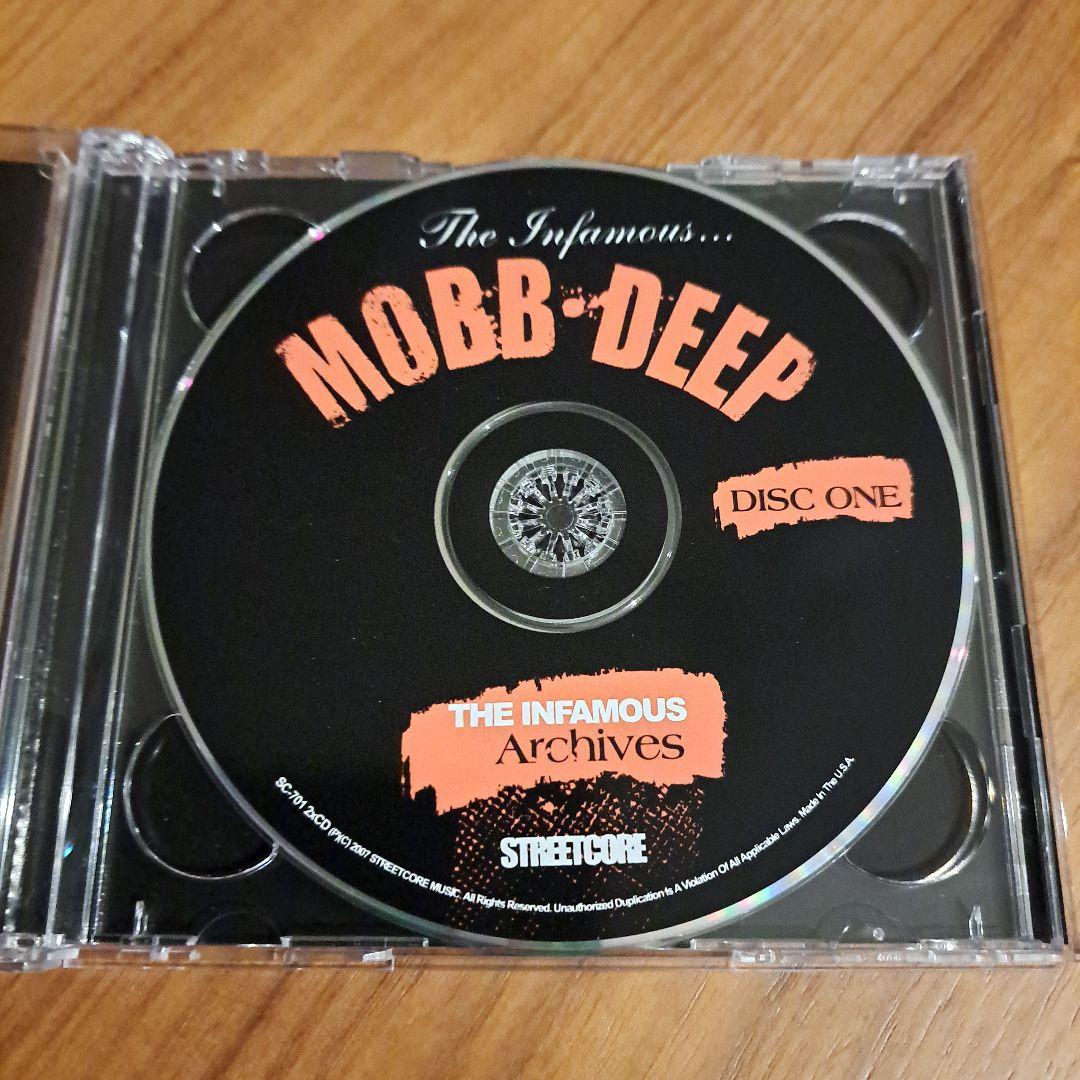 The Infamous...
MOBB·DEEP
DISC ONE
THE INFAMOUS
Archives
STREETCORE
SC-701 2xCD (P)(C) 2007 STREETCORE MUSIC. All Rights Reserved. Unauthorized Duplication Is A Violation Of All Applicable Laws. Made In The U.S.A.